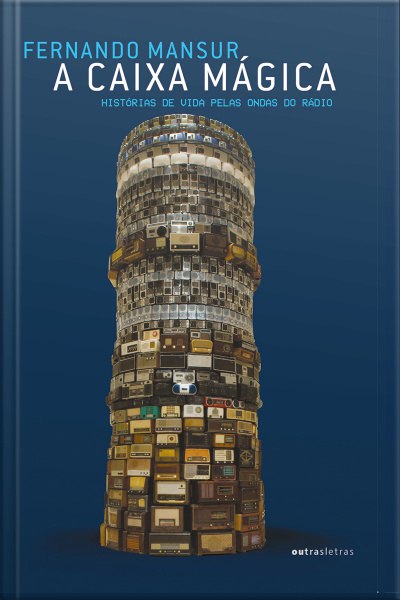 FERNANDO MANSUR
A CAIXA MÁGICA
HISTÓRIAS DE VIDA PELAS ONDAS DO RÁDIO
outrasletras